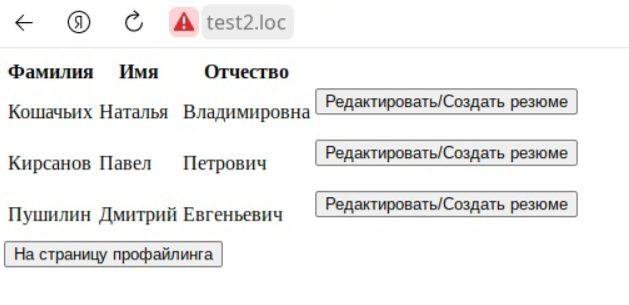 Я test2.loc
Фамилия Имя Отчество
Кошачьих Наталья Владимировна Редактировать/Создать резюме
Кирсанов Павел Петрович Редактировать/Создать резюме
Пушилин Дмитрий Евгеньевич Редактировать/Создать резюме
На страницу профайлинга